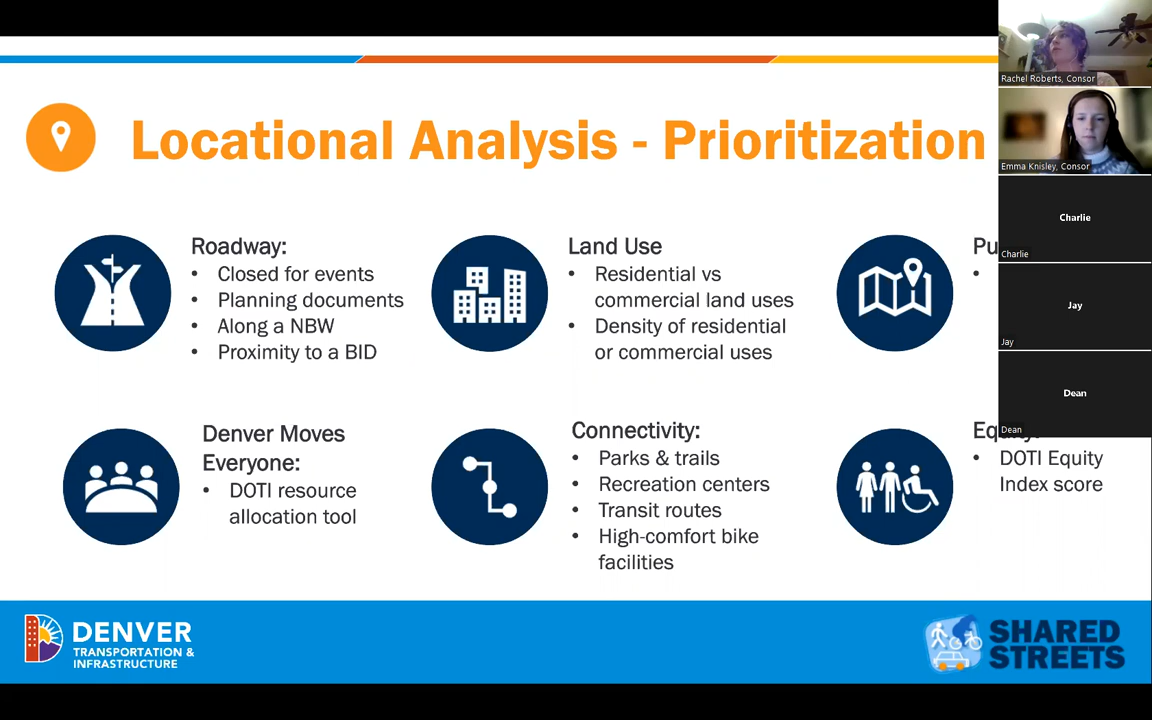 Locational Analysis - Prioritization
Roadway:
• Closed for events
• Planning documents
• Along a NBW
• Proximity to a BID
Land Use
• Residential vs
commercial land uses
• Density of residential
or commercial uses
Denver Moves
Everyone:
• DOTI resource
allocation tool
Connectivity:
• Parks & trails
• Recreation centers
• Transit routes
• High-comfort bike
facilities
• DOTI Equity
Index score
DENVER
TRANSPORTATION &
INFRASTRUCTURE
SHARED
STREETS
Rachel Roberts, Consor
Emma Knisley, Consor
Charlie
Charlie
Jay
Jay
Dean
Dean